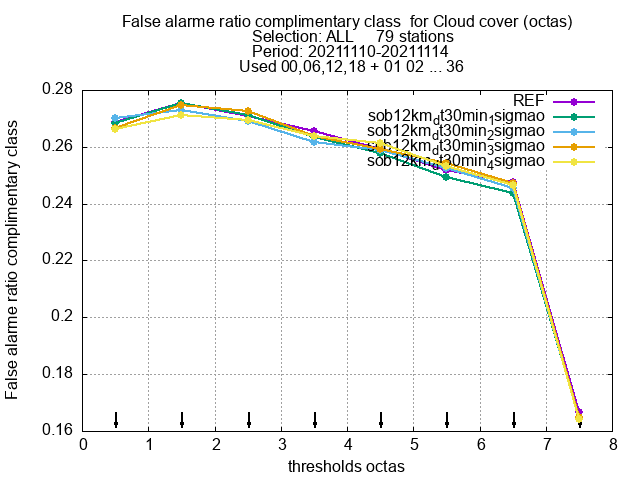 False alarme ratio complimentary class for Cloud cover (octas)
Selection: ALL 79 stations
Period: 20211110-20211114
Used 00,06,12,18 + 01 02 ... 36
REF
sob12km_dt30min_1sigmao
sob12km_dt30min_2sigmao
sob12km_dt30min_3sigmao
sob12km_dt30min_4sigmao
False alarme ratio complimentary class
0.28
0.26
0.24
0.22
0.2
0.18
0.16
0 1 2 3 4 5 6 7 8
thresholds octas